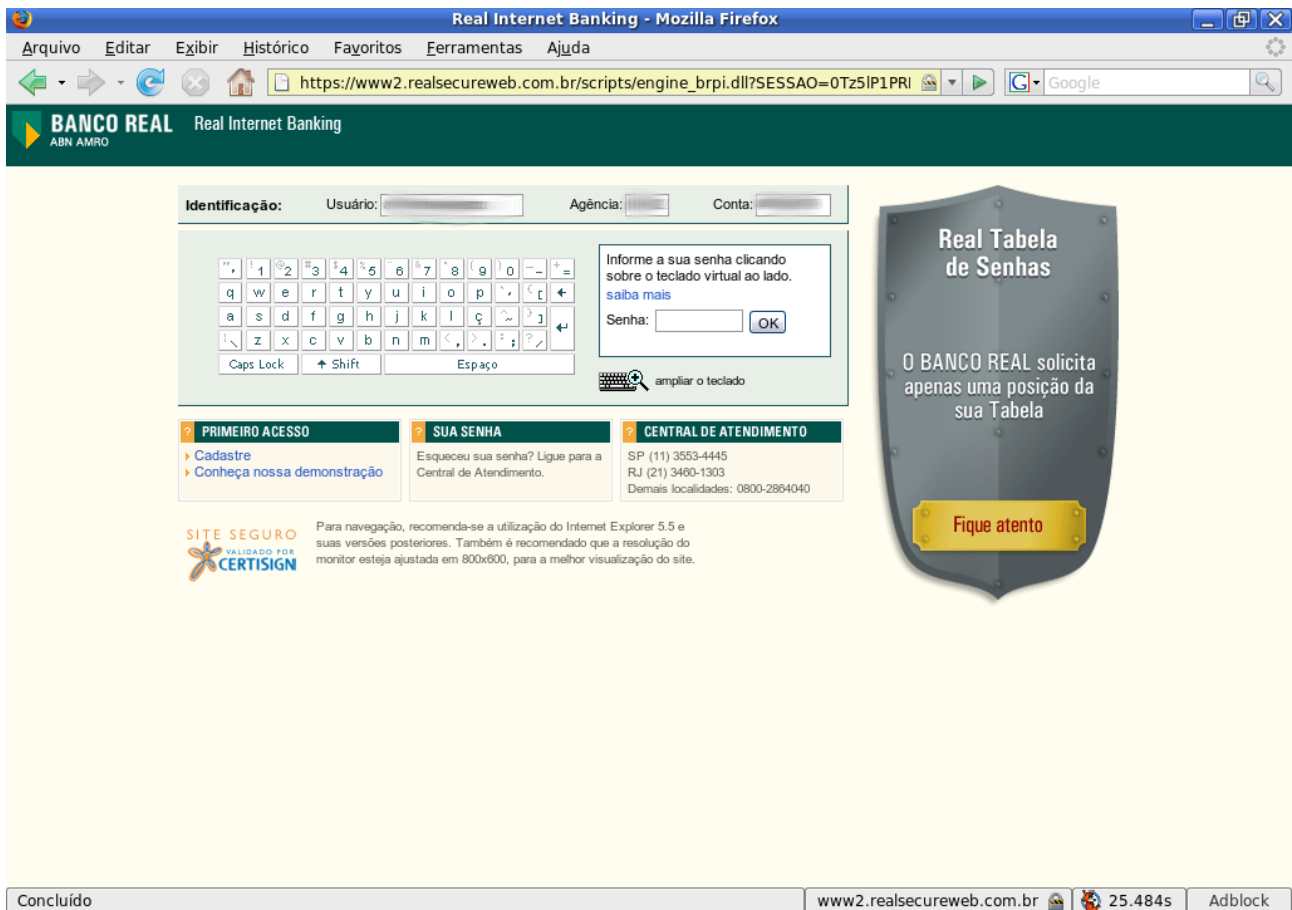 Real Internet Banking - Mozilla Firefox
Arquivo Editar Exibir Histórico Favoritos Ferramentas Ajuda
https://www2.realsecureweb.com.br/scripts/engine_brpi.dll?SESSAO=0Tz5lP1PRI G Google
BANCO REAL Real Internet Banking
ABN AMRO
Identificação: Usuário: Agência: Conta:
" ' ! 1 @ 2 # 3 $ 4 % 5 ¨ 6 & 7 * 8 ( 9 ) 0 _ - + =
q w e r t y u i o p ` ´ { [
a s d f g h j k l ç ^ ~ } ]
| \ z x c v b n m < , > . : ; ? /
Caps Lock Shift Espaço
Informe a sua senha clicando
sobre o teclado virtual ao lado.
saiba mais
Senha: OK
ampliar o teclado
? PRIMEIRO ACESSO
Cadastre
Conheça nossa demonstração
? SUA SENHA
Esqueceu sua senha? Ligue para a
Central de Atendimento.
? CENTRAL DE ATENDIMENTO
SP (11) 3553-4445
RJ (21) 3460-1303
Demais localidades: 0800-2864040
SITE SEGURO
VALIDADO POR
CERTISIGN
Para navegação, recomenda-se a utilização do Internet Explorer 5.5 e
suas versões posteriores. Também é recomendado que a resolução do
monitor esteja ajustada em 800x600, para a melhor visualização do site.
Real Tabela
de Senhas
O BANCO REAL solicita
apenas uma posição da
sua Tabela
Fique atento
Concluído www2.realsecureweb.com.br 25.484s Adblock